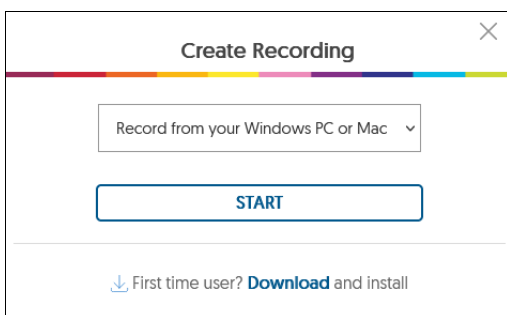 Create Recording
Record from your Windows PC or Mac
START
First time user? Download and install